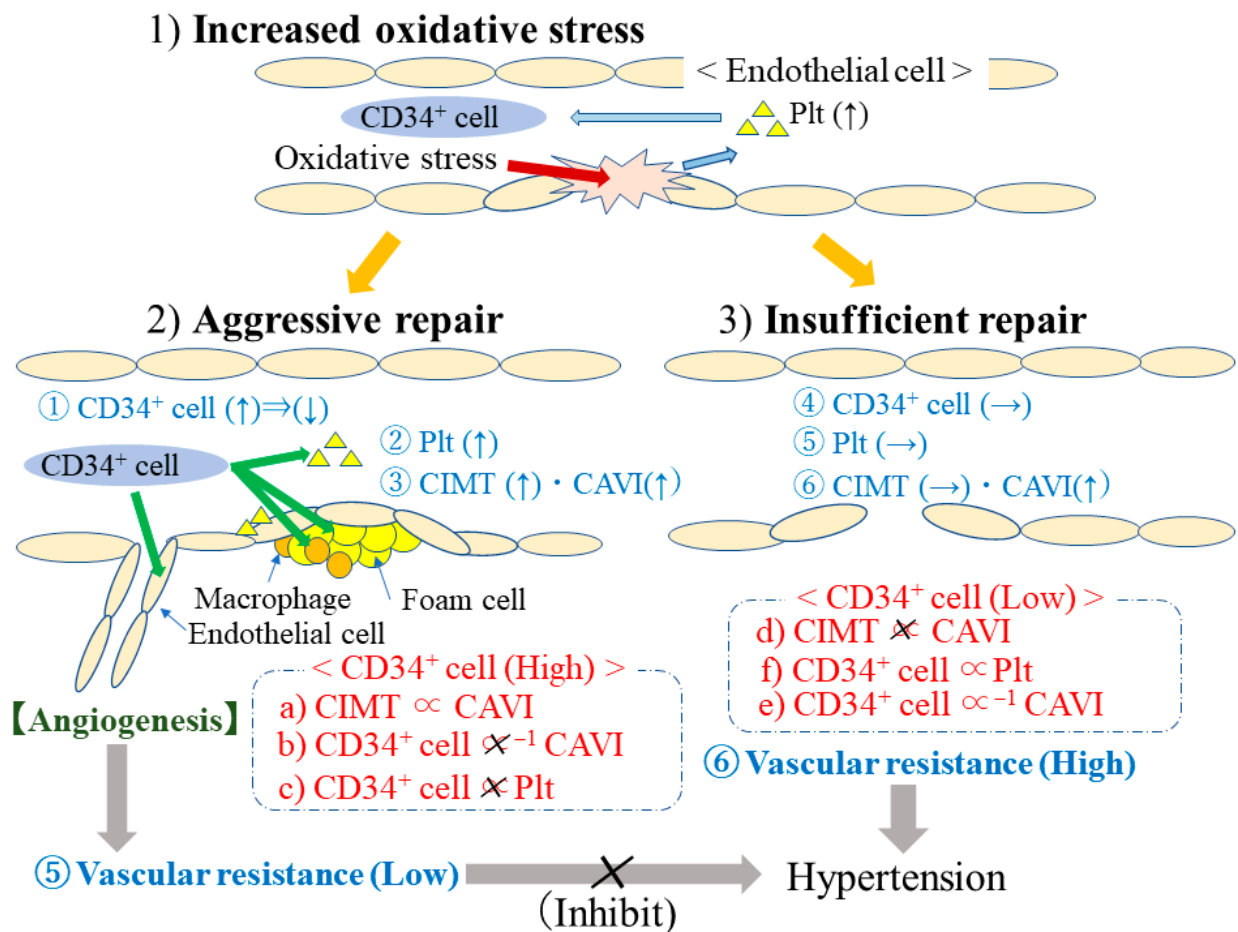 1) Increased oxidative stress
< Endothelial cell >
CD34⁺ cell
Plt (↑)
Oxidative stress
2) Aggressive repair
① CD34⁺ cell (↑)⇒(↓)
CD34⁺ cell
② Plt (↑)
③ CIMT (↑)・CAVI(↑)
Macrophage
Foam cell
Endothelial cell
< CD34⁺ cell (High) >
a) CIMT ∝ CAVI
b) CD34⁺ cell ∝⁻¹ CAVI
c) CD34⁺ cell ∝ Plt
【Angiogenesis】
⑤ Vascular resistance (Low)
(Inhibit)
3) Insufficient repair
④ CD34⁺ cell (→)
⑤ Plt (→)
⑥ CIMT (→)・CAVI(↑)
< CD34⁺ cell (Low) >
d) CIMT ∝ CAVI
f) CD34⁺ cell ∝ Plt
e) CD34⁺ cell ∝⁻¹ CAVI
⑥ Vascular resistance (High)
Hypertension